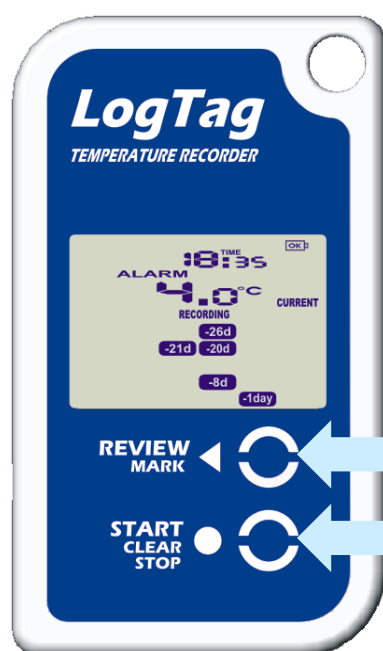 LogTag
TEMPERATURE RECORDER
TIME
18:35
OK
ALARM
4.0°C
CURRENT
RECORDING
-26d
-21d -20d
-8d
-1day
REVIEW
MARK
START
CLEAR
STOP